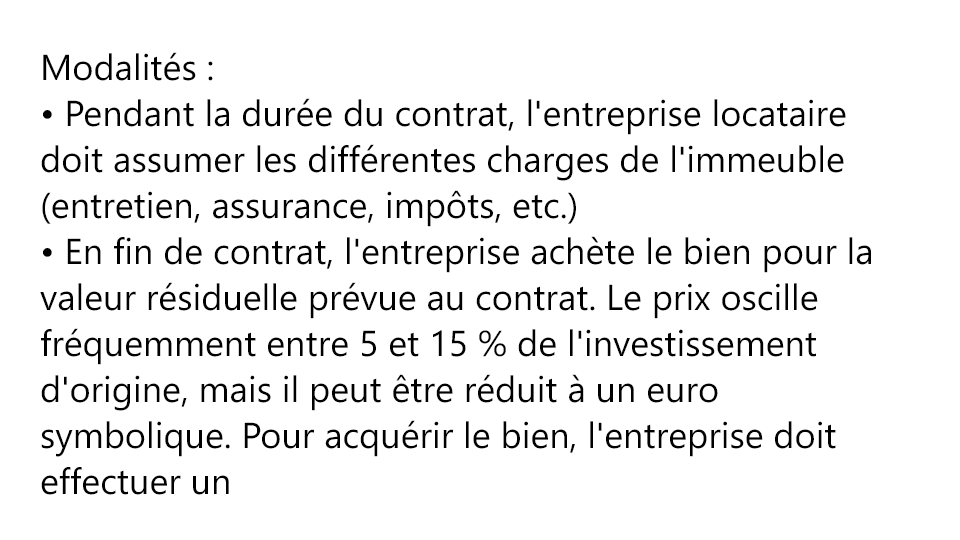 Modalités :
• Pendant la durée du contrat, l'entreprise locataire
doit assumer les différentes charges de l'immeuble
(entretien, assurance, impôts, etc.)
• En fin de contrat, l'entreprise achète le bien pour la
valeur résiduelle prévue au contrat. Le prix oscille
fréquemment entre 5 et 15 % de l'investissement
d'origine, mais il peut être réduit à un euro
symbolique. Pour acquérir le bien, l'entreprise doit
effectuer un